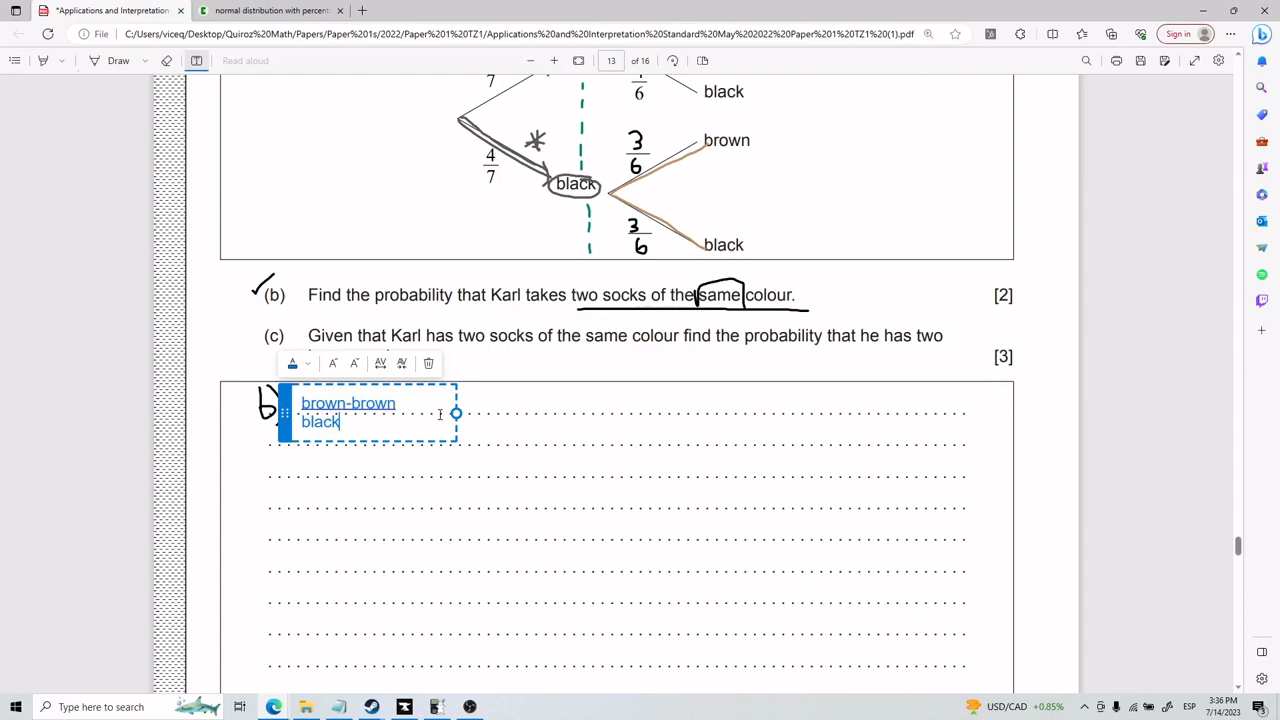 *Applications and Interpretation
normal distribution with percent
File
C:/Users/viceq/Desktop/Quiroz%20Math/Papers/Paper%201s/2022/Paper%201%20TZ1/Applications%20and%20Interpretation%20Standard%20May%202022%20Paper%201%20TZ1%20(1).pdf
Sign in
Draw
Read aloud
13 of 16
7
6
black
4
7
*
black
3
6
brown
3
6
black
(b) Find the probability that Karl takes two socks of the same colour. [2]
(c) Given that Karl has two socks of the same colour find the probability that he has two
[3]
b)
brown-brown
black
Type here to search
USD/CAD +0.85%
ESP
3:36 PM
7/14/2023